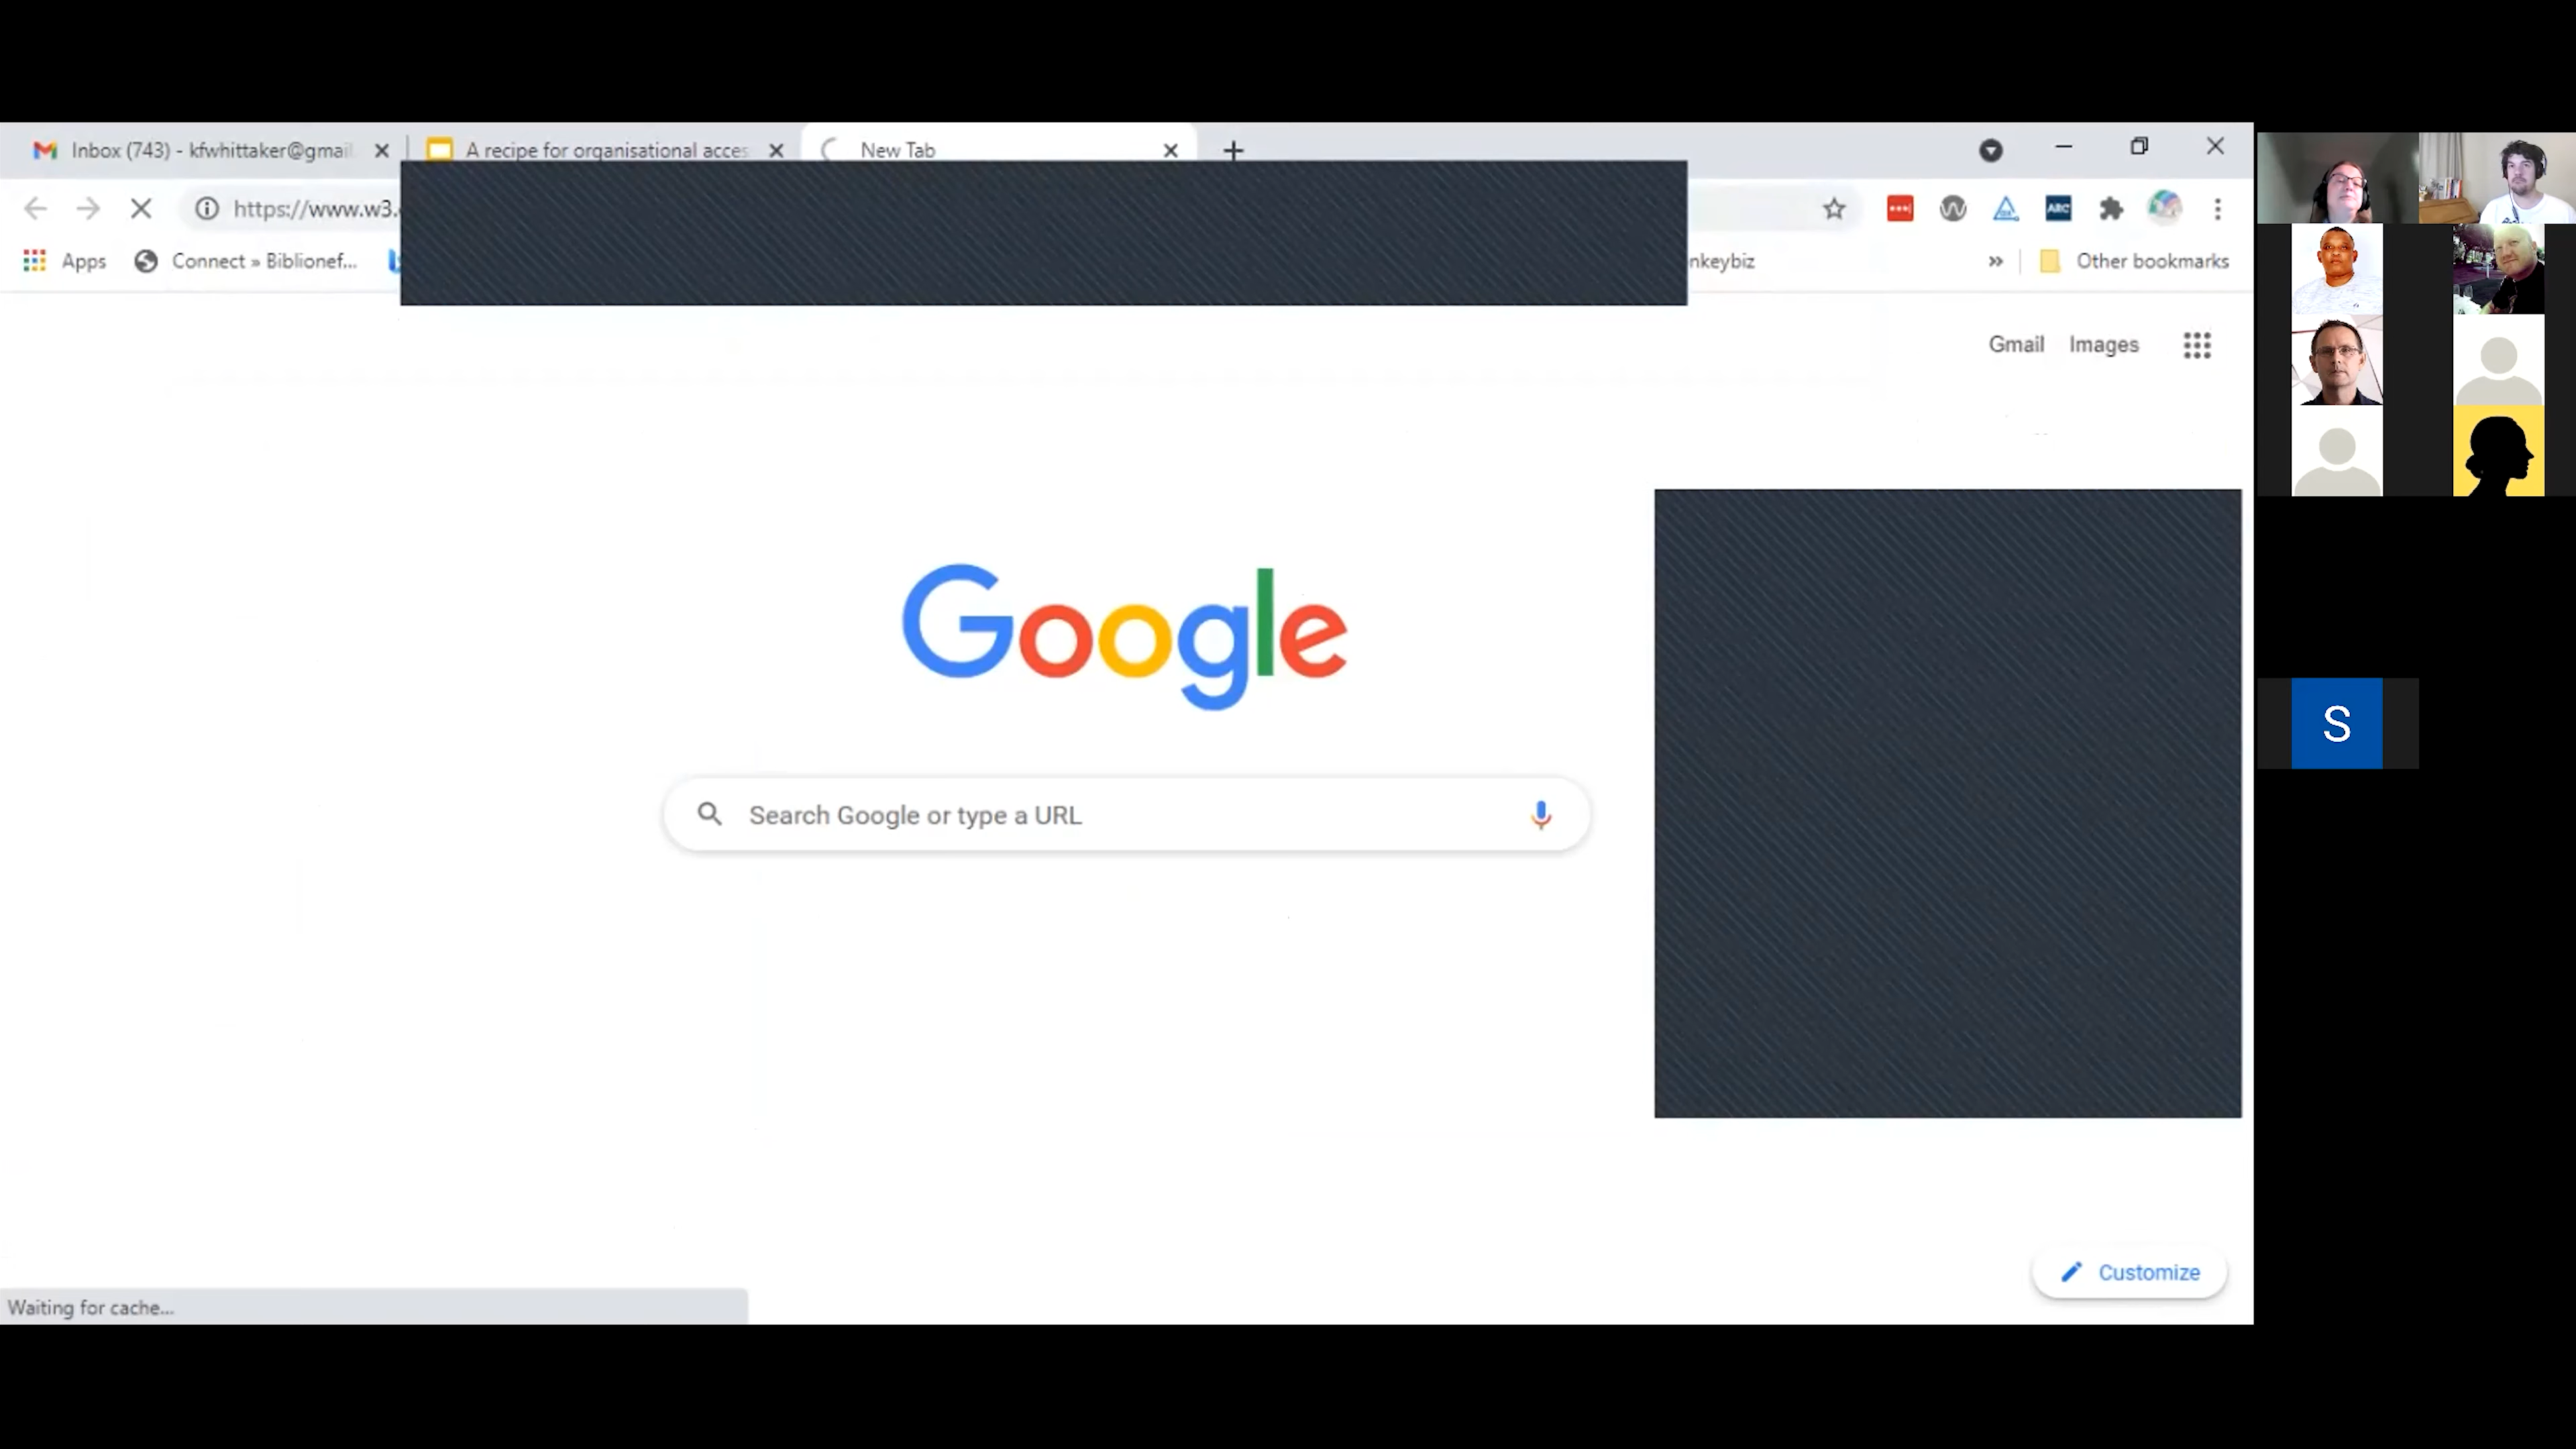 Inbox (743) - kfwhittaker@gmail
A recipe for organisational acces
New Tab
https://www.w3.
Apps
Connect » Biblionef...
nkeybiz
»
Other bookmarks
ARC
Gmail
Images
Google
Search Google or type a URL
S
Customize
Waiting for cache...